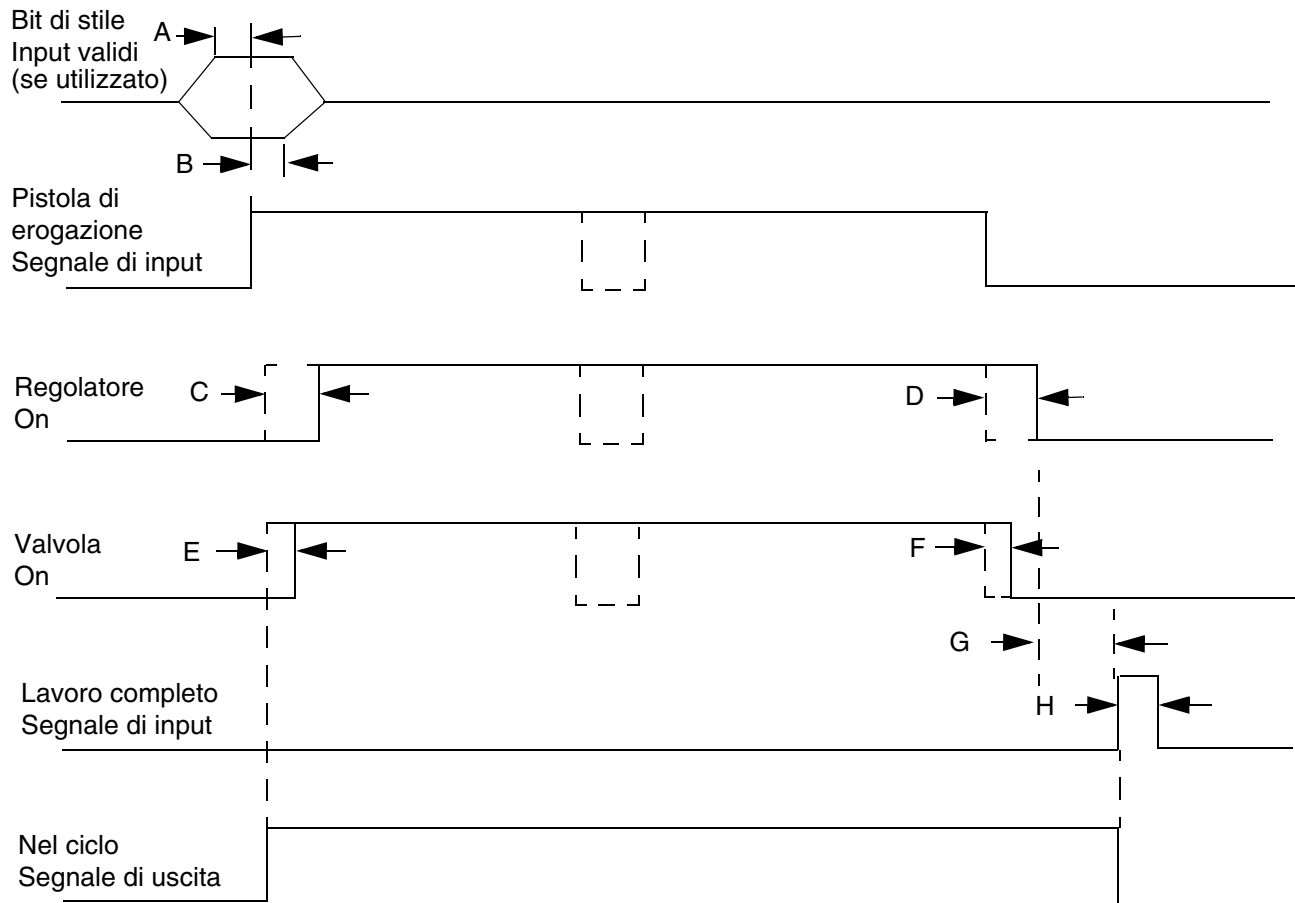 Bit di stile
Input validi
(se utilizzato)
A
B
Pistola di
erogazione
Segnale di input
Regolatore
On
C
D
Valvola
On
E
F
G
Lavoro completo
Segnale di input
H
Nel ciclo
Segnale di uscita